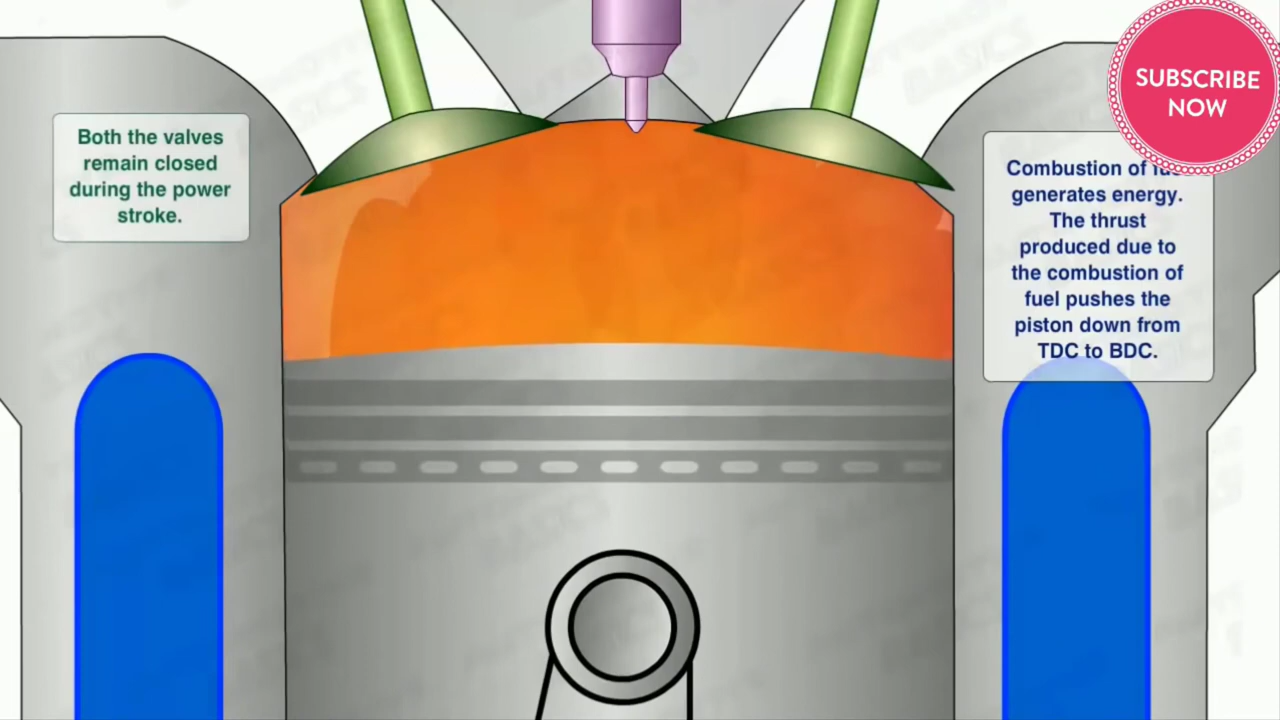 Both the valves
remain closed
during the power
stroke.
SUBSCRIBE
NOW
Combustion of
generates energy.
The thrust
produced due to
the combustion of
fuel pushes the
piston down from
TDC to BDC.